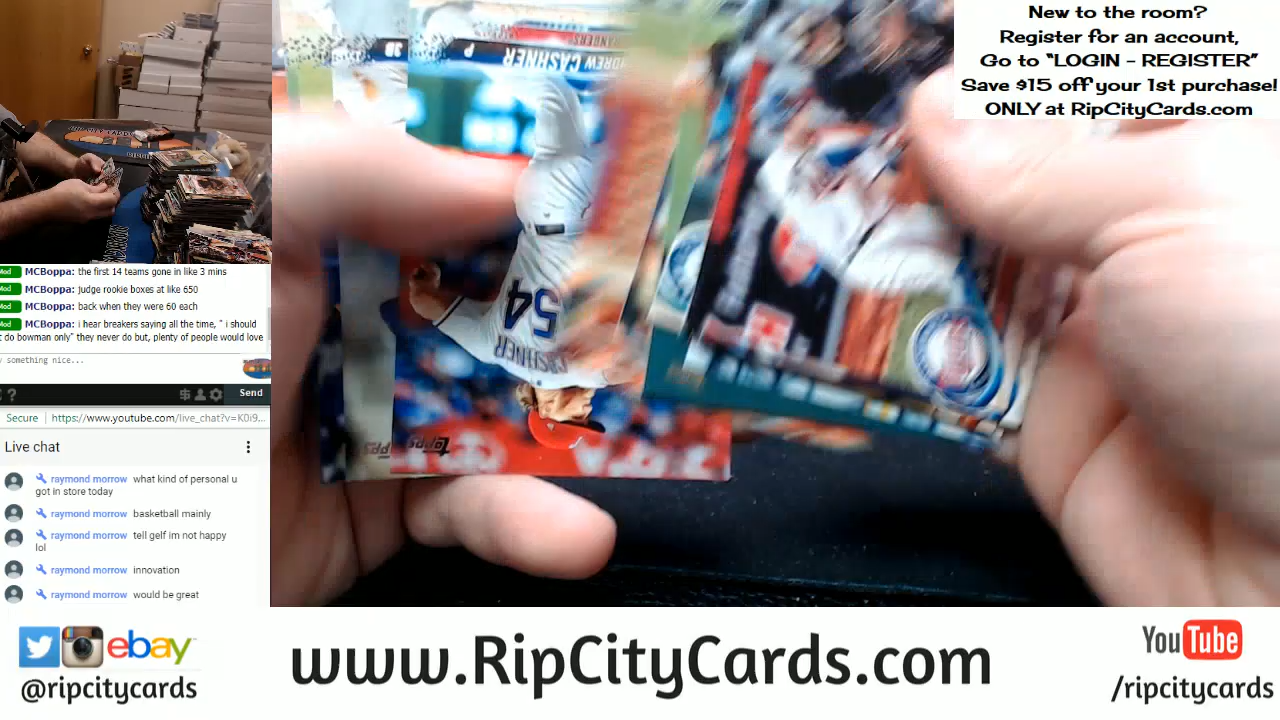 New to the room?
Register for an account,
Go to "LOGIN - REGISTER"
Save $15 off your 1st purchase!
ONLY at RipCityCards.com
3B
P
ANDREW CASHNER
54
CASHNER
Topps
MCBoppa: the first 14 teams gone in like 3 mins
MCBoppa: judge rookie boxes at like 650
MCBoppa: back when they were 60 each
MCBoppa: i hear breakers saying all the time, " i should
t do bowman only" they never do but, plenty of people would love
something nice...
Send
Secure https://www.youtube.com/live_chat?v=K0i9...
Live chat
raymond morrow what kind of personal u
got in store today
raymond morrow basketball mainly
raymond morrow tell gelf im not happy
lol
raymond morrow innovation
raymond morrow would be great
ebay
@ripcitycards
www.RipCityCards.com
YouTube
/ripcitycards